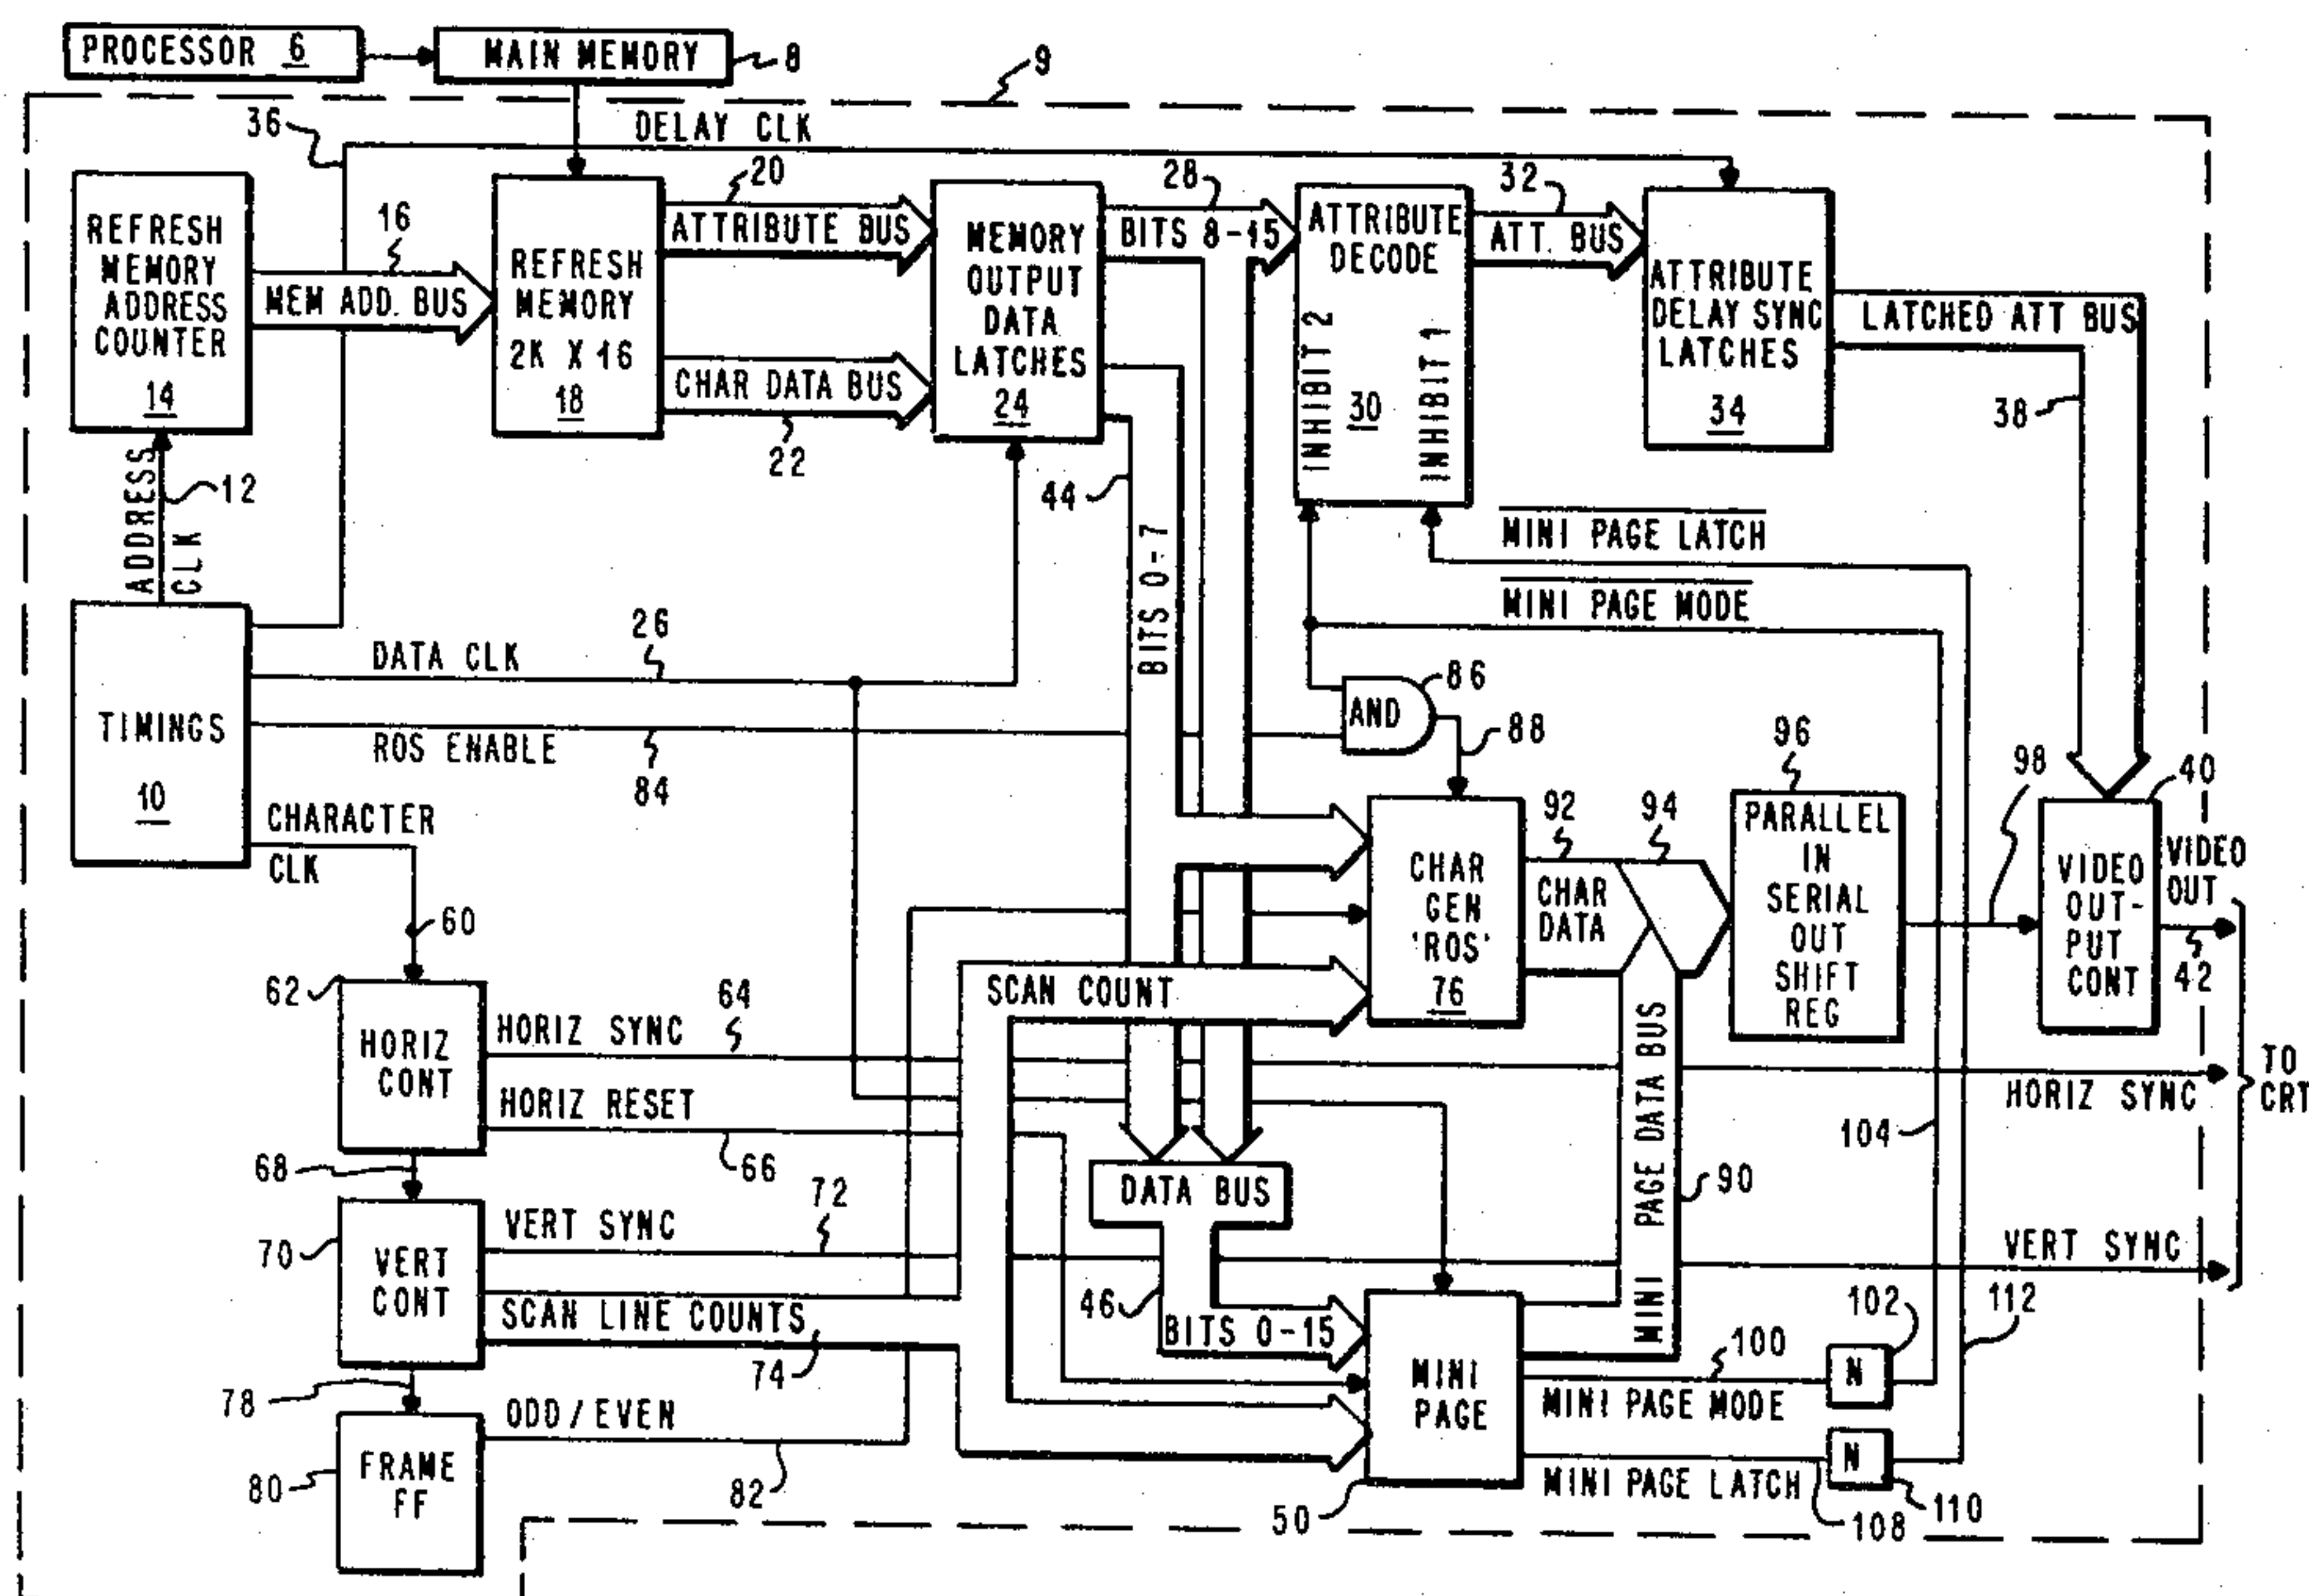 PROCESSOR 6
MAIN MEMORY
8
9
36
DELAY CLK
REFRESH
MEMORY
ADDRESS
COUNTER
14
16
MEM ADD. BUS
REFRESH
MEMORY
2K X 16
18
20
ATTRIBUTE BUS
CHAR DATA BUS
22
MEMORY
OUTPUT
DATA
LATCHES
24
28
BITS 8-15
ATTRIBUTE
DECODE
INHIBIT 2
30
INHIBIT 1
32
ATT. BUS
ATTRIBUTE
DELAY SYNC
LATCHES
34
LATCHED ATT BUS
38
ADDRESS
CLK
12
44
BITS 0-7
MINI PAGE LATCH
MINI PAGE MODE
TIMINGS
10
DATA CLK
26
ROS ENABLE
84
CHARACTER
CLK
60
AND
86
88
CHAR
GEN
'ROS'
76
92
CHAR
DATA
94
96
PARALLEL
IN
SERIAL
OUT
SHIFT
REG
98
40
VIDEO
OUT-
PUT
CONT
VIDEO
OUT
42
62
HORIZ
CONT
HORIZ SYNC
64
HORIZ RESET
66
SCAN COUNT
HORIZ SYNC
TO
CRT
104
68
70
VERT
CONT
VERT SYNC
72
SCAN LINE COUNTS
74
DATA BUS
46
BITS 0-15
MINI PAGE DATA BUS
90
VERT SYNC
78
80
FRAME
FF
ODD/EVEN
82
MINI
PAGE
50
100
MINI PAGE MODE
N
102
112
MINI PAGE LATCH
108
N
110